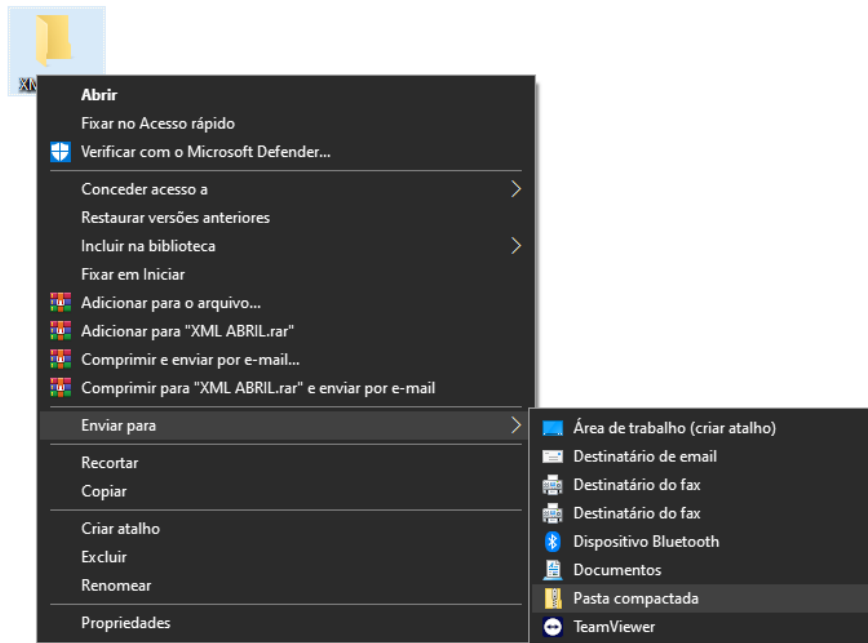 Abrir
Fixar no Acesso rápido
Verificar com o Microsoft Defender...
Conceder acesso a
Restaurar versões anteriores
Incluir na biblioteca
Fixar em Iniciar
Adicionar para o arquivo...
Adicionar para "XML ABRIL.rar"
Comprimir e enviar por e-mail...
Comprimir para "XML ABRIL.rar" e enviar por e-mail
Enviar para
Recortar
Copiar
Criar atalho
Excluir
Renomear
Propriedades
Área de trabalho (criar atalho)
Destinatário de email
Destinatário do fax
Destinatário do fax
Dispositivo Bluetooth
Documentos
Pasta compactada
TeamViewer